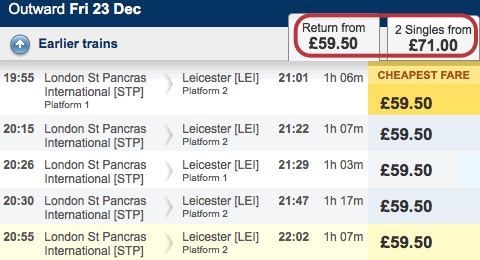 Outward Fri 23 Dec
Return from
£59.50
2 Singles from
£71.00
Earlier trains
CHEAPEST FARE
19:55 London St Pancras International [STP] Leicester [LEI] 21:01 1h 06m
Platform 1 Platform 2
£59.50
20:15 London St Pancras Leicester [LEI] 21:22 1h 07m
International [STP] Platform 2
£59.50
20:26 London St Pancras Leicester [LEI] 21:29 1h 03m
International [STP] Platform 1
£59.50
20:30 London St Pancras Leicester [LEI] 21:47 1h 17m
International [STP] Platform 2
£59.50
20:55 London St Pancras Leicester [LEI] 22:02 1h 07m
International [STP] Platform 2
£59.50